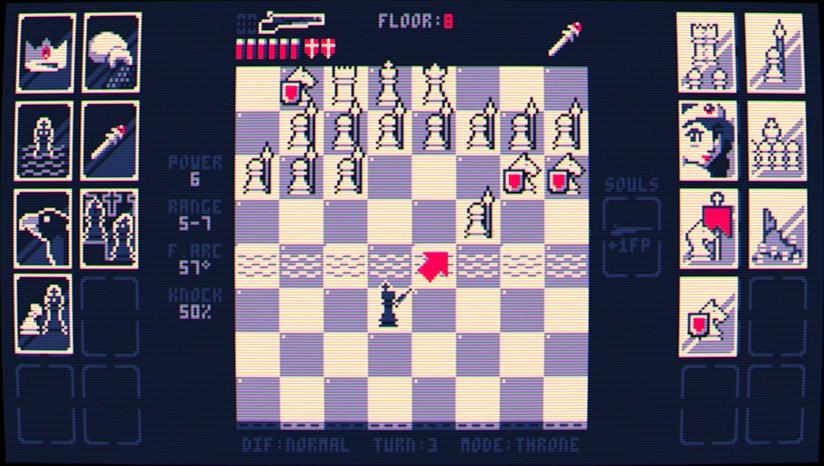 FLOOR:8
POWER
6
RANGE
5-7
F.ARC
57°
KNOCK
50%
SOULS
+1FP
DIF:NORMAL TURN:3 MODE:THRONE